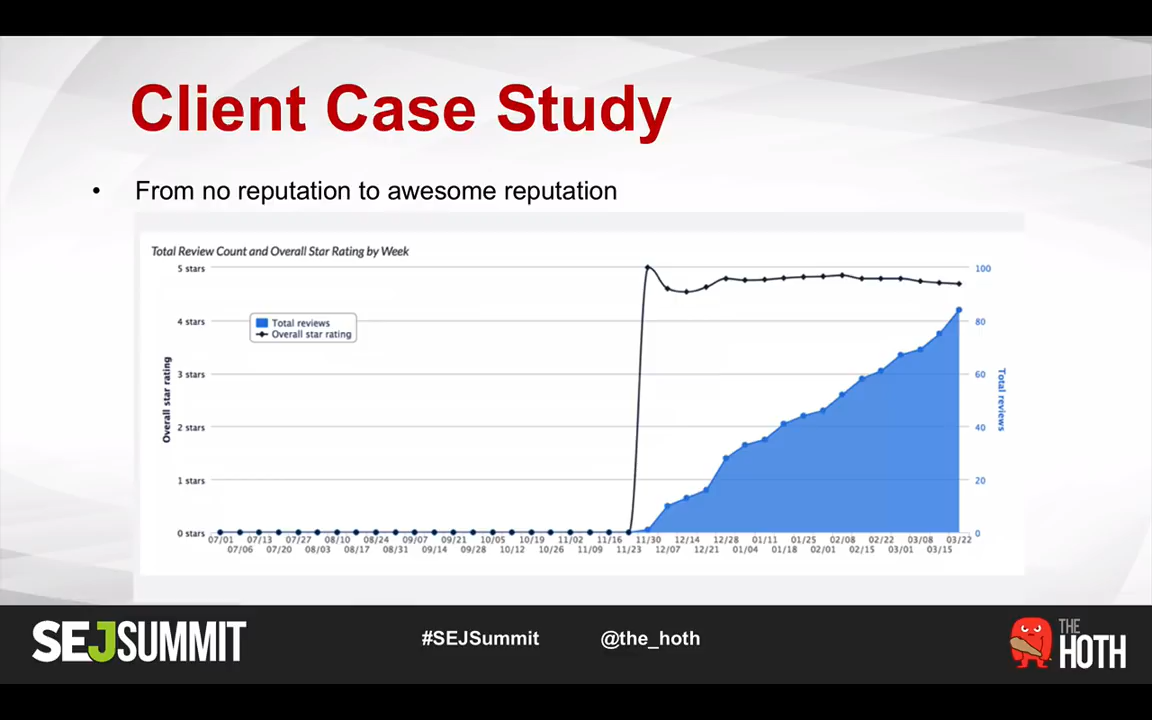 Client Case Study
• From no reputation to awesome reputation
Total Review Count and Overall Star Rating by Week
5 stars
4 stars
3 stars
2 stars
1 stars
0 stars
Overall star rating
Total reviews
Overall star rating
100
80
60
40
20
0
Total reviews
07/01 07/13 07/27 08/10 08/24 09/07 09/21 10/05 10/19 11/02 11/16 11/30 12/14 12/28 01/11 01/25 02/08 02/22 03/08 03/22
07/06 07/20 08/03 08/17 08/31 09/14 09/28 10/12 10/26 11/09 11/23 12/07 12/21 01/04 01/18 02/01 02/15 03/01 03/15
SEJSUMMIT
#SEJSummit @the_hoth
THE
HOTH